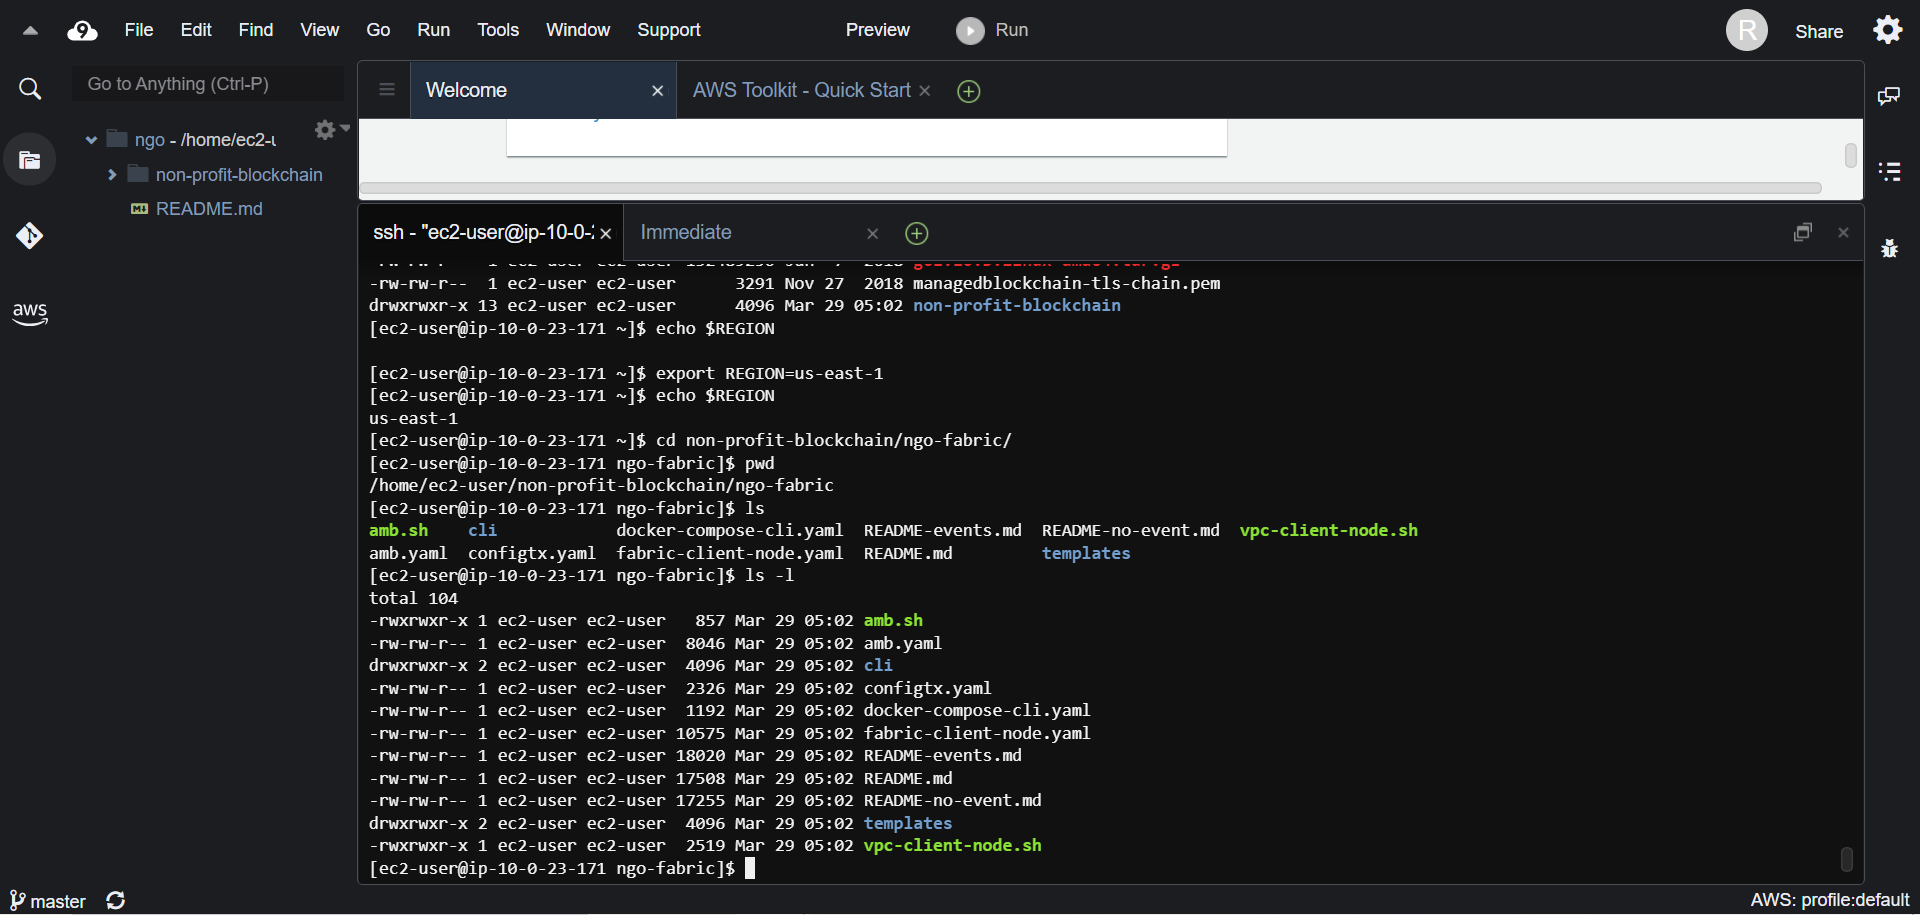 File Edit Find View Go Run Tools Window Support Preview Run R Share
Go to Anything (Ctrl-P)
Welcome
AWS Toolkit - Quick Start
ngo - /home/ec2-u
non-profit-blockchain
README.md
aws
ssh - "ec2-user@ip-10-0-2
Immediate
-rw-rw-r-- 1 ec2-user ec2-user 3291 Nov 27 2018 managedblockchain-tls-chain.pem
drwxrwxr-x 13 ec2-user ec2-user 4096 Mar 29 05:02 non-profit-blockchain
[ec2-user@ip-10-0-23-171 ~]$ echo $REGION
[ec2-user@ip-10-0-23-171 ~]$ export REGION=us-east-1
[ec2-user@ip-10-0-23-171 ~]$ echo $REGION
us-east-1
[ec2-user@ip-10-0-23-171 ~]$ cd non-profit-blockchain/ngo-fabric/
[ec2-user@ip-10-0-23-171 ngo-fabric]$ pwd
/home/ec2-user/non-profit-blockchain/ngo-fabric
[ec2-user@ip-10-0-23-171 ngo-fabric]$ ls
amb.sh cli docker-compose-cli.yaml README-events.md README-no-event.md vpc-client-node.sh
amb.yaml configtx.yaml fabric-client-node.yaml README.md templates
[ec2-user@ip-10-0-23-171 ngo-fabric]$ ls -l
total 104
-rwxrwxr-x 1 ec2-user ec2-user 857 Mar 29 05:02 amb.sh
-rw-rw-r-- 1 ec2-user ec2-user 8046 Mar 29 05:02 amb.yaml
drwxrwxr-x 2 ec2-user ec2-user 4096 Mar 29 05:02 cli
-rw-rw-r-- 1 ec2-user ec2-user 2326 Mar 29 05:02 configtx.yaml
-rw-rw-r-- 1 ec2-user ec2-user 1192 Mar 29 05:02 docker-compose-cli.yaml
-rw-rw-r-- 1 ec2-user ec2-user 10575 Mar 29 05:02 fabric-client-node.yaml
-rw-rw-r-- 1 ec2-user ec2-user 18020 Mar 29 05:02 README-events.md
-rw-rw-r-- 1 ec2-user ec2-user 17508 Mar 29 05:02 README.md
-rw-rw-r-- 1 ec2-user ec2-user 17255 Mar 29 05:02 README-no-event.md
drwxrwxr-x 2 ec2-user ec2-user 4096 Mar 29 05:02 templates
-rwxrwxr-x 1 ec2-user ec2-user 2519 Mar 29 05:02 vpc-client-node.sh
[ec2-user@ip-10-0-23-171 ngo-fabric]$
master
AWS: profile:default